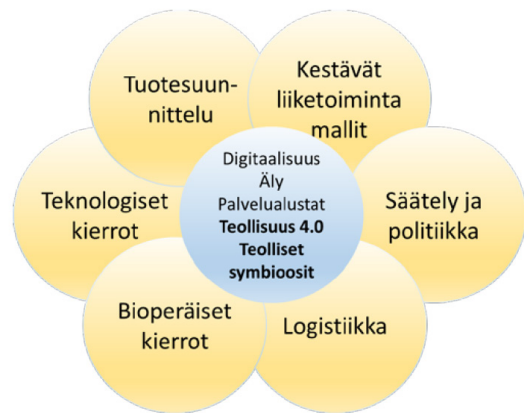 Tuotesuun-
nittelu
Kestävät
liiketoiminta
mallit
Teknologiset
kierrot
Digitaalisuus
Äly
Palvelualustat
Teollisuus 4.0
Teolliset
symbioosit
Säätely ja
politiikka
Bioperäiset
kierrot
Logistiikka